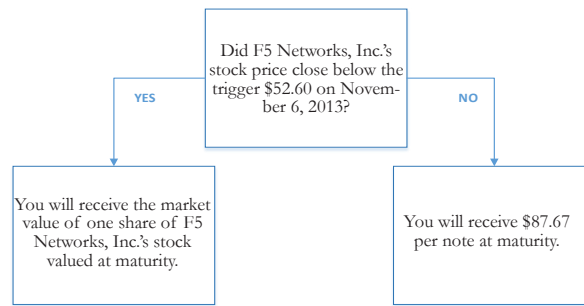 Did F5 Networks, Inc.'s
stock price close below the
trigger $52.60 on Novem-
ber 6, 2013?
YES
NO
You will receive the market
value of one share of F5
Networks, Inc.'s stock
valued at maturity.
You will receive $87.67
per note at maturity.